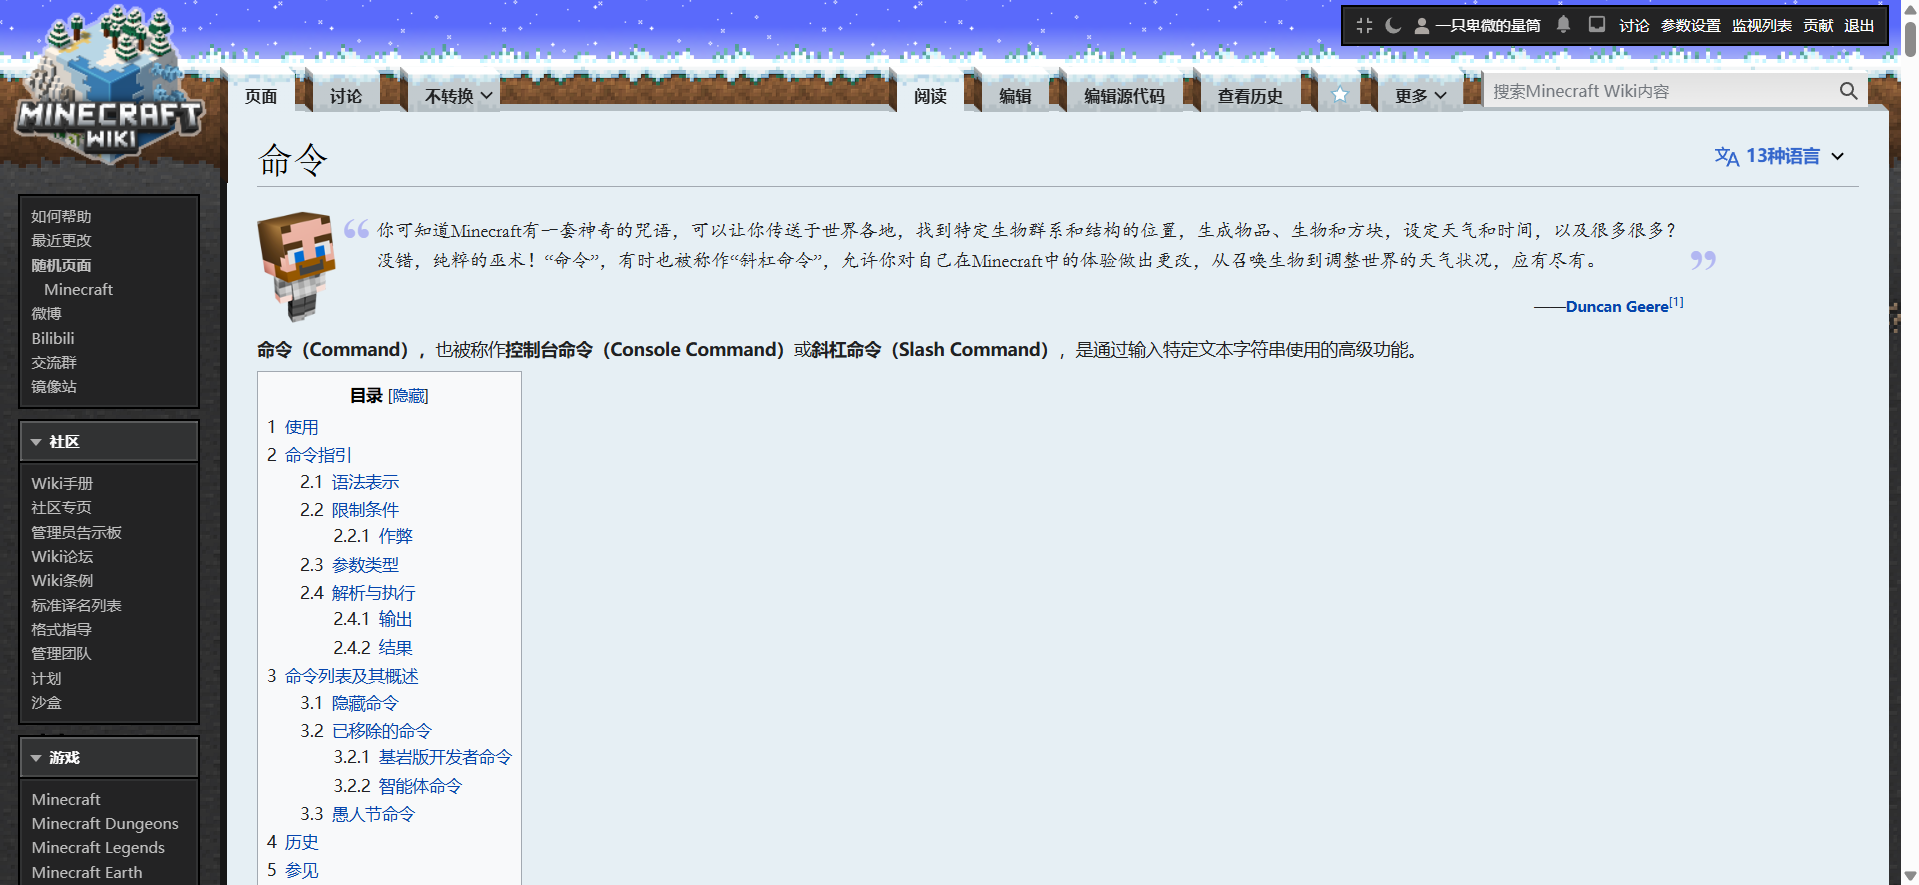 一只卑微的量筒 讨论 参数设置 监视列表 贡献 退出
MINECRAFT
WIKI
页面 讨论 不转换 阅读 编辑 编辑源代码 查看历史 更多 搜索Minecraft Wiki内容
命令
13种语言
如何帮助
最近更改
随机页面
Minecraft
微博
Bilibili
交流群
镜像站
社区
Wiki手册
社区专页
管理员告示板
Wiki论坛
Wiki条例
标准译名列表
格式指导
管理团队
计划
沙盒
游戏
Minecraft
Minecraft Dungeons
Minecraft Legends
Minecraft Earth
“你可知道Minecraft有一套神奇的咒语，可以让你传送于世界各地，找到特定生物群系和结构的位置，生成物品、生物和方块，设定天气和时间，以及很多很多？
没错，纯粹的巫术！“命令”，有时也被称作“斜杠命令”，允许你对自己在Minecraft中的体验做出更改，从召唤生物到调整世界的天气状况，应有尽有。”
——Duncan Geere[1]
命令（Command），也被称作控制台命令（Console Command）或斜杠命令（Slash Command），是通过输入特定文本字符串使用的高级功能。
目录 [隐藏]
1 使用
2 命令指引
2.1 语法表示
2.2 限制条件
2.2.1 作弊
2.3 参数类型
2.4 解析与执行
2.4.1 输出
2.4.2 结果
3 命令列表及其概述
3.1 隐藏命令
3.2 已移除的命令
3.2.1 基岩版开发者命令
3.2.2 智能体命令
3.3 愚人节命令
4 历史
5 参见